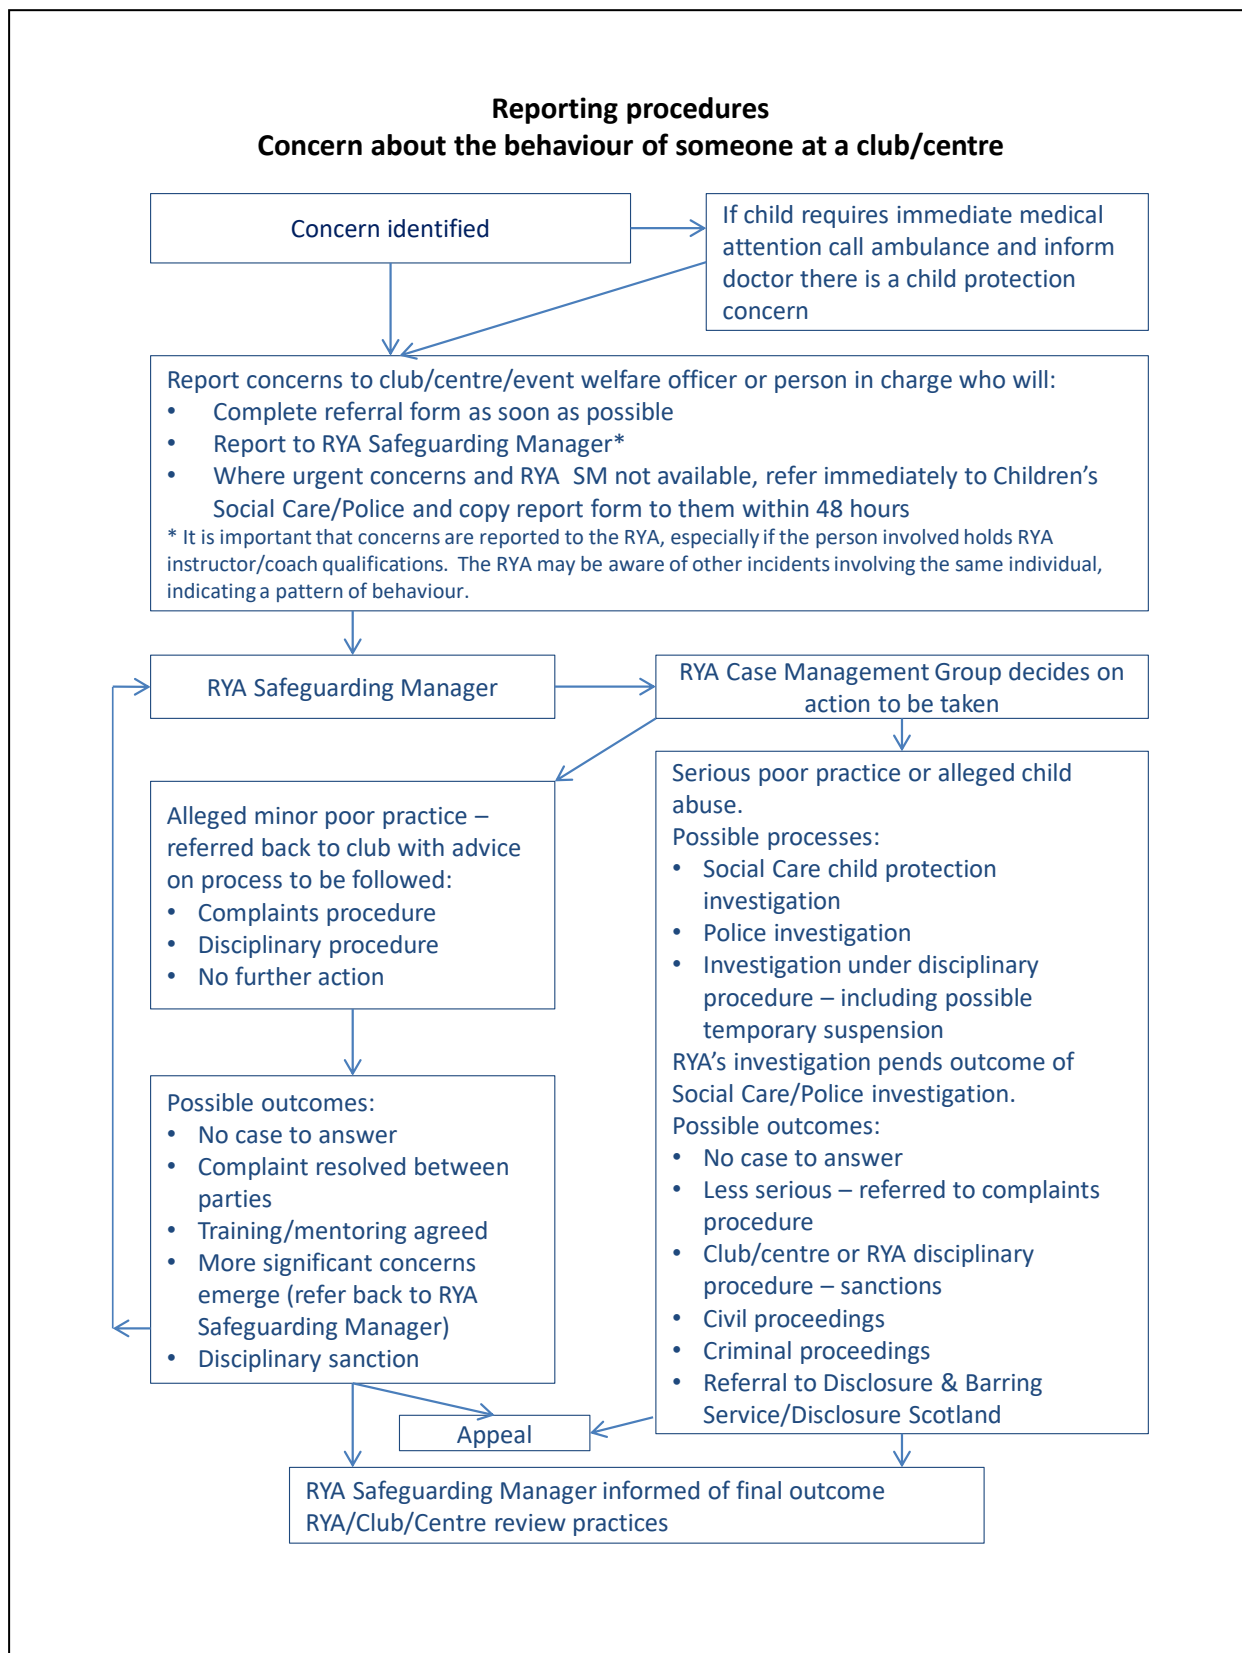 Reporting procedures
Concern about the behaviour of someone at a club/centre
Concern identified
If child requires immediate medical
attention call ambulance and inform
doctor there is a child protection
concern
Report concerns to club/centre/event welfare officer or person in charge who will:
• Complete referral form as soon as possible
• Report to RYA Safeguarding Manager*
• Where urgent concerns and RYA SM not available, refer immediately to Children’s
Social Care/Police and copy report form to them within 48 hours
* It is important that concerns are reported to the RYA, especially if the person involved holds RYA
instructor/coach qualifications. The RYA may be aware of other incidents involving the same individual,
indicating a pattern of behaviour.
RYA Safeguarding Manager
RYA Case Management Group decides on
action to be taken
Alleged minor poor practice –
referred back to club with advice
on process to be followed:
• Complaints procedure
• Disciplinary procedure
• No further action
Serious poor practice or alleged child
abuse.
Possible processes:
• Social Care child protection
investigation
• Police investigation
• Investigation under disciplinary
procedure – including possible
temporary suspension
RYA’s investigation pends outcome of
Social Care/Police investigation.
Possible outcomes:
• No case to answer
• Less serious – referred to complaints
procedure
• Club/centre or RYA disciplinary
procedure – sanctions
• Civil proceedings
• Criminal proceedings
• Referral to Disclosure & Barring
Service/Disclosure Scotland
Possible outcomes:
• No case to answer
• Complaint resolved between
parties
• Training/mentoring agreed
• More significant concerns
emerge (refer back to RYA
Safeguarding Manager)
• Disciplinary sanction
Appeal
RYA Safeguarding Manager informed of final outcome
RYA/Club/Centre review practices